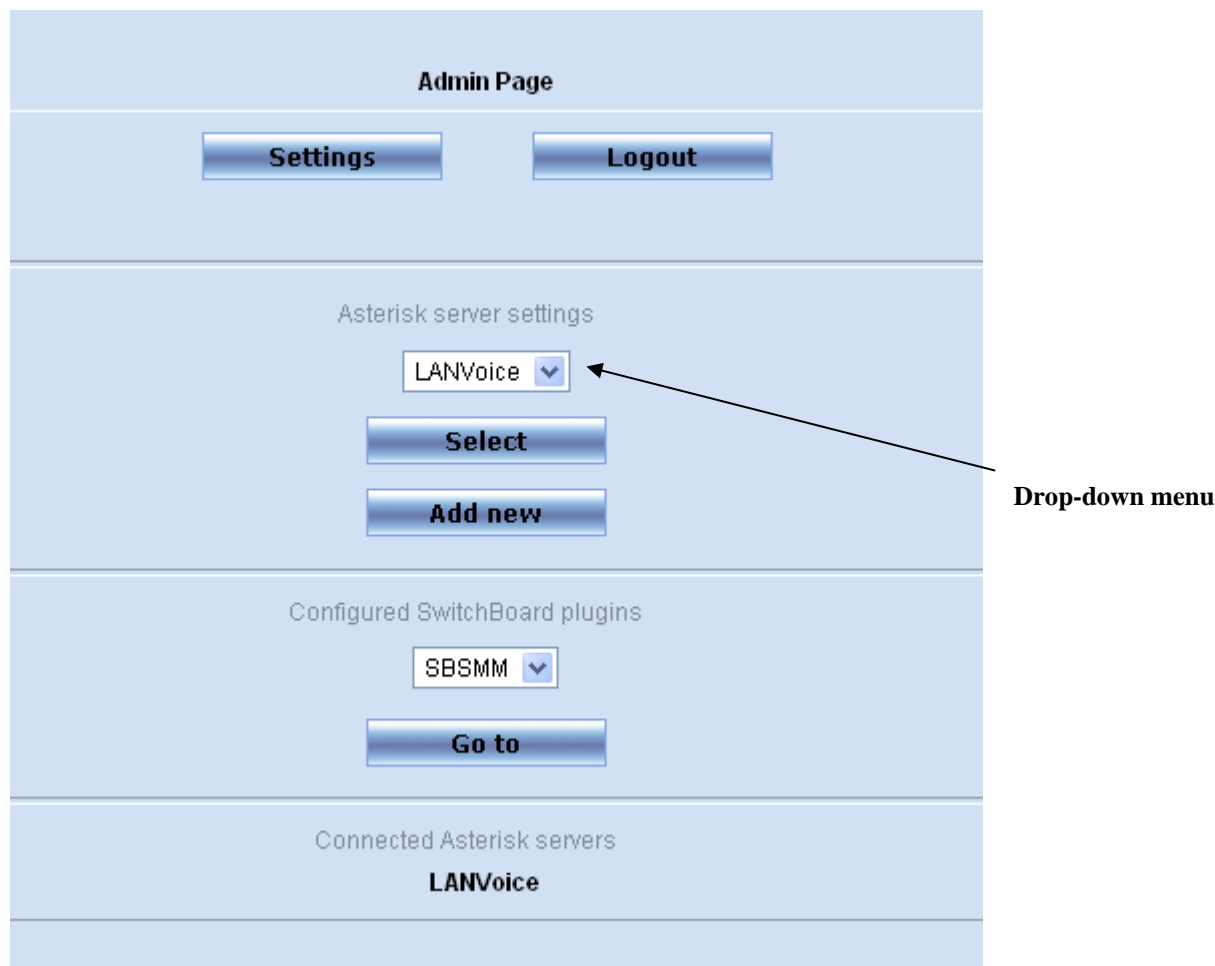 Admin Page
Settings Logout
Asterisk server settings
LANVoice
Select
Drop-down menu
Add new
Configured SwitchBoard plugins
SBSMM
Go to
Connected Asterisk servers
LANVoice